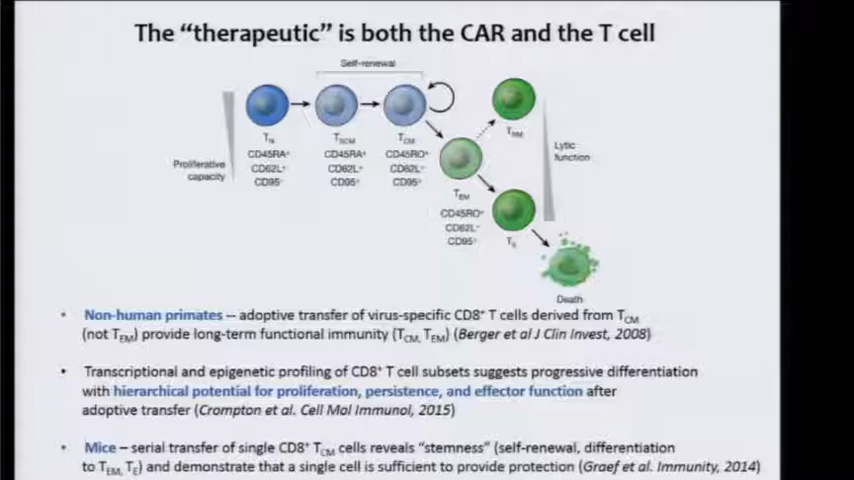 The “therapeutic” is both the CAR and the T cell
Self-renewal
Proliferative
capacity
T_N
CD45RA⁺
CD62L⁺
CD95⁻
T_SCM
CD45RA⁺
CD62L⁺
CD95⁺
T_CM
CD45RO⁺
CD62L⁺
CD95⁺
T_EM
CD45RO⁺
CD62L⁻
CD95⁺
T_RM
T_E
Lytic
function
Death
• Non-human primates – adoptive transfer of virus-specific CD8⁺ T cells derived from T_CM
(not T_EM) provide long-term functional immunity (T_CM, T_EM) (Berger et al J Clin Invest, 2008)
• Transcriptional and epigenetic profiling of CD8⁺ T cell subsets suggests progressive differentiation
with hierarchical potential for proliferation, persistence, and effector function after
adoptive transfer (Crompton et al. Cell Mol Immunol, 2015)
• Mice – serial transfer of single CD8⁺ T_CM cells reveals “stemness” (self-renewal, differentiation
to T_EM, T_E) and demonstrate that a single cell is sufficient to provide protection (Graef et al. Immunity, 2014)